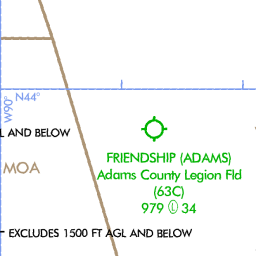 N44°
W90°
L AND BELOW
MOA
FRIENDSHIP (ADAMS)
Adams County Legion Fld
(63C)
979 Ⓛ 34
EXCLUDES 1500 FT AGL AND BELOW